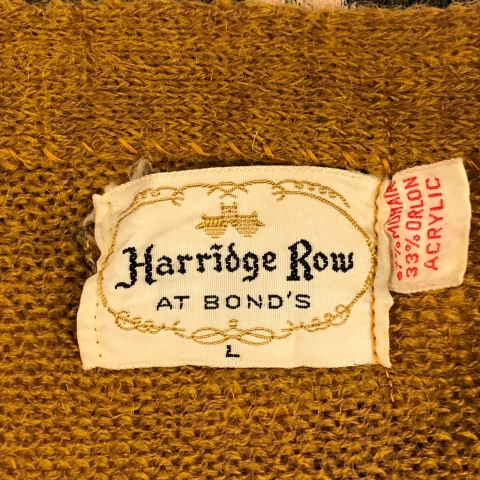 Harridge Row
AT BOND'S
L
MOHAIR
33% ORLON
ACRYLIC